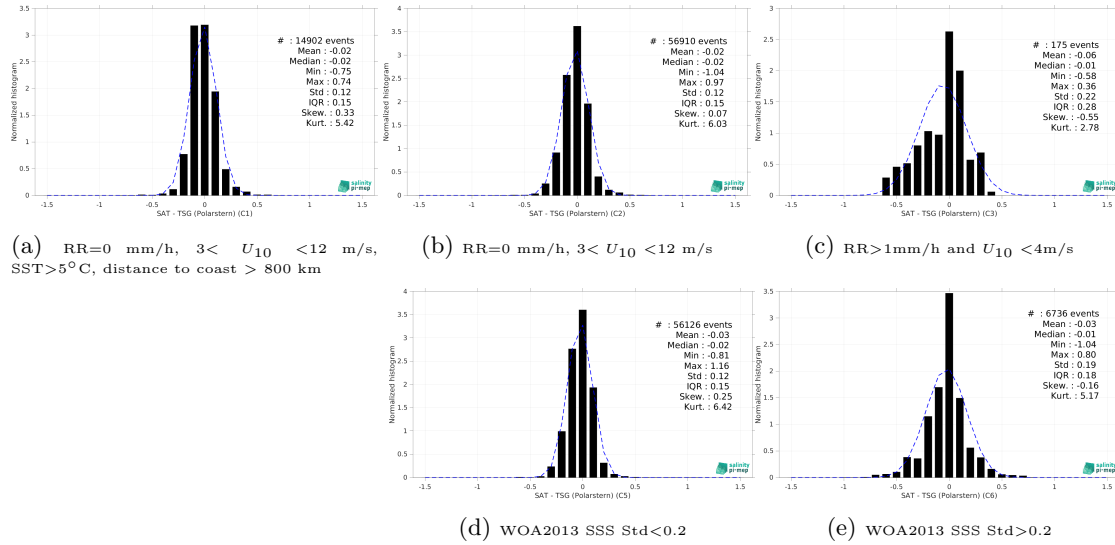 3.5
3
2.5
2
1.5
1
0.5
0
Normalized histogram
# : 14902 events
Mean : -0.02
Median : -0.02
Min : -0.75
Max : 0.74
Std : 0.12
IQR : 0.15
Skew. : 0.33
Kurt. : 5.42
salinity
pi-mep
-1.5 -1 -0.5 0 0.5 1 1.5
SAT - TSG (Polarstern) (C1)
(a) RR=0 mm/h, 3< U10 <12 m/s,
SST>5°C, distance to coast > 800 km
4
3.5
3
2.5
2
1.5
1
0.5
0
Normalized histogram
# : 56910 events
Mean : -0.02
Median : -0.02
Min : -1.04
Max : 0.97
Std : 0.12
IQR : 0.15
Skew. : 0.07
Kurt. : 6.03
salinity
pi-mep
-1.5 -1 -0.5 0 0.5 1 1.5
SAT - TSG (Polarstern) (C2)
(b) RR=0 mm/h, 3< U10 <12 m/s
3
2.5
2
1.5
1
0.5
0
Normalized histogram
# : 175 events
Mean : -0.06
Median : -0.01
Min : -0.58
Max : 0.36
Std : 0.22
IQR : 0.28
Skew. : -0.55
Kurt. : 2.78
salinity
pi-mep
-1.5 -1 -0.5 0 0.5 1 1.5
SAT - TSG (Polarstern) (C3)
(c) RR>1mm/h and U10 <4m/s
4
3.5
3
2.5
2
1.5
1
0.5
0
Normalized histogram
# : 56126 events
Mean : -0.03
Median : -0.02
Min : -0.81
Max : 1.16
Std : 0.12
IQR : 0.15
Skew. : 0.25
Kurt. : 6.42
salinity
pi-mep
-1.5 -1 -0.5 0 0.5 1 1.5
SAT - TSG (Polarstern) (C5)
(d) WOA2013 SSS Std<0.2
3.5
3
2.5
2
1.5
1
0.5
0
Normalized histogram
# : 6736 events
Mean : -0.03
Median : -0.01
Min : -1.04
Max : 0.80
Std : 0.19
IQR : 0.18
Skew. : -0.16
Kurt. : 5.17
salinity
pi-mep
-1.5 -1 -0.5 0 0.5 1 1.5
SAT - TSG (Polarstern) (C6)
(e) WOA2013 SSS Std>0.2